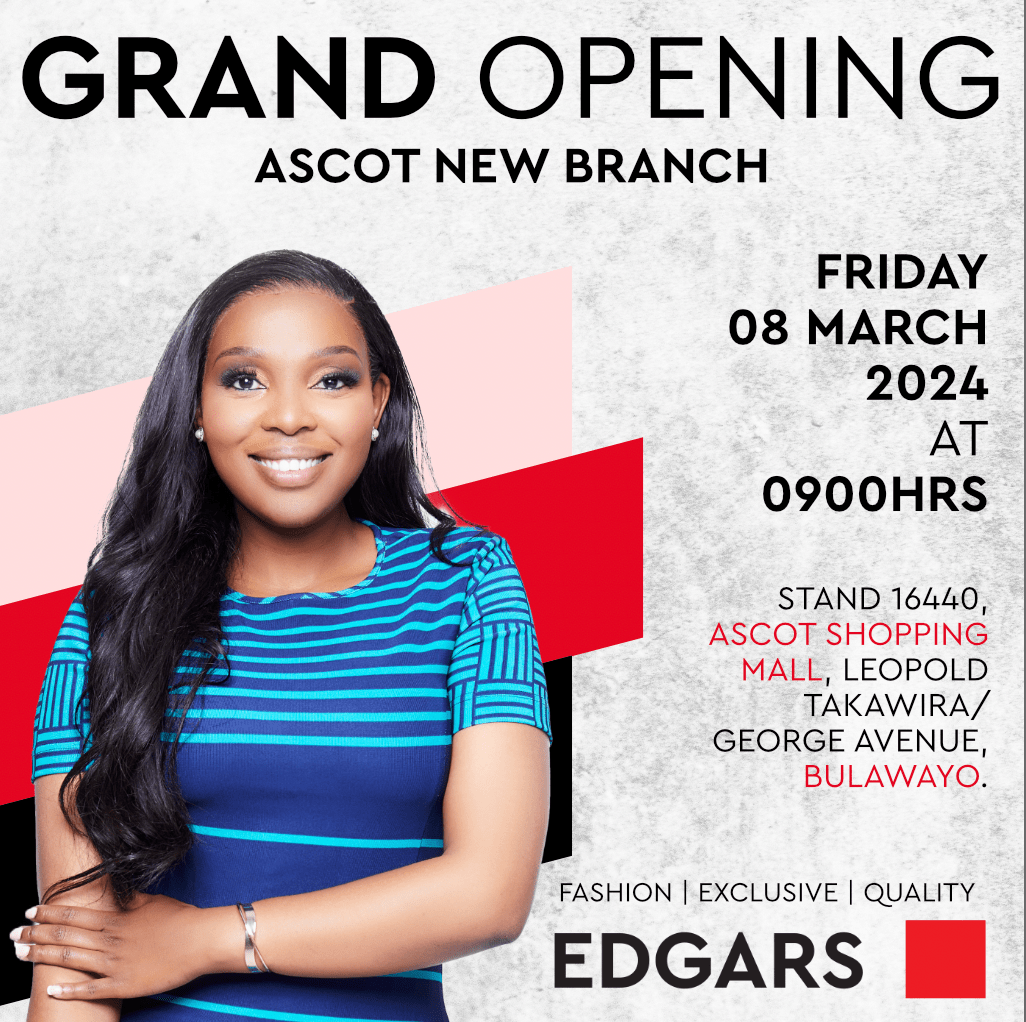 GRAND OPENING
ASCOT NEW BRANCH
FRIDAY
08 MARCH
2024
AT
0900HRS
STAND 16440,
ASCOT SHOPPING
MALL, LEOPOLD
TAKAWIRA/
GEORGE AVENUE,
BULAWAYO.
FASHION | EXCLUSIVE | QUALITY
EDGARS